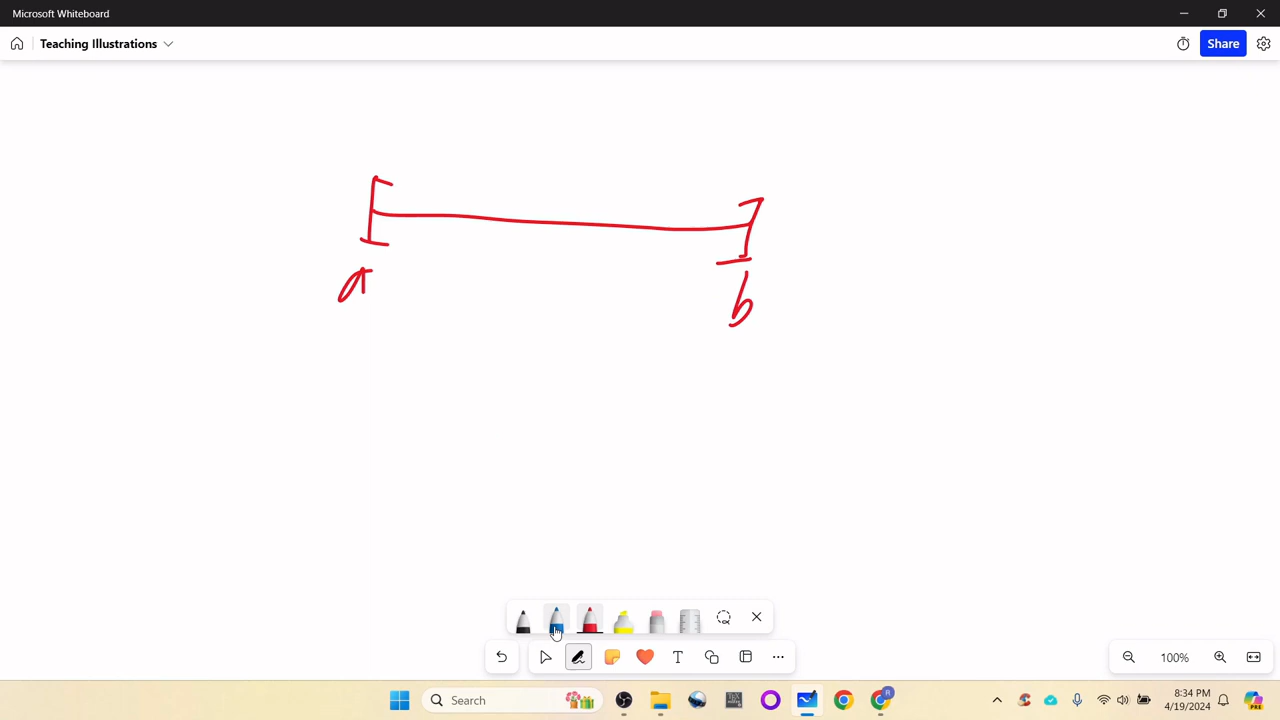 Microsoft Whiteboard
Teaching Illustrations
Share
[ ]
a
b
100%
Search
8:34 PM
4/19/2024